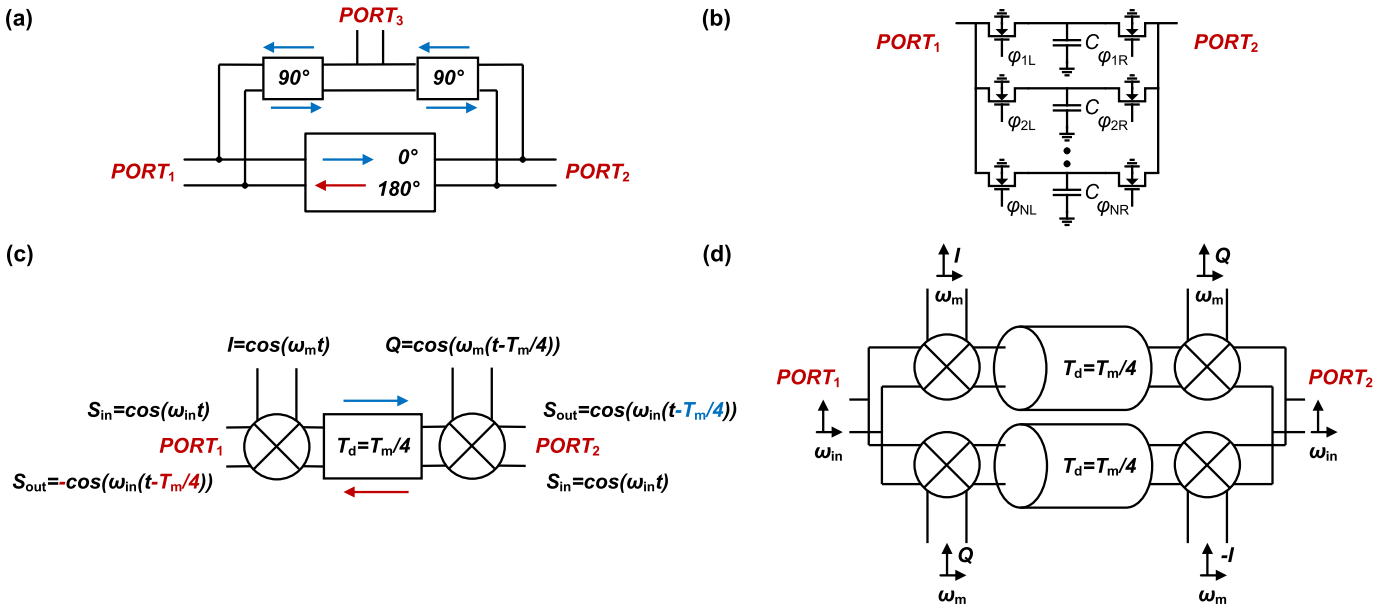 (a)
PORT₃
90°
90°
PORT₁
0°
180°
PORT₂
(b)
PORT₁
PORT₂
φ1L
C
φ1R
φ2L
C
φ2R
φNL
C
φNR
(c)
I=cos(ωmt)
Q=cos(ωm(t-Tm/4))
Sin=cos(ωint)
Sout=cos(ωin(t-Tm/4))
PORT₁
Td=Tm/4
PORT₂
Sout=-cos(ωin(t-Tm/4))
Sin=cos(ωint)
(d)
I
ωm
Q
ωm
PORT₁
Td=Tm/4
PORT₂
ωin
ωin
Td=Tm/4
Q
ωm
-I
ωm